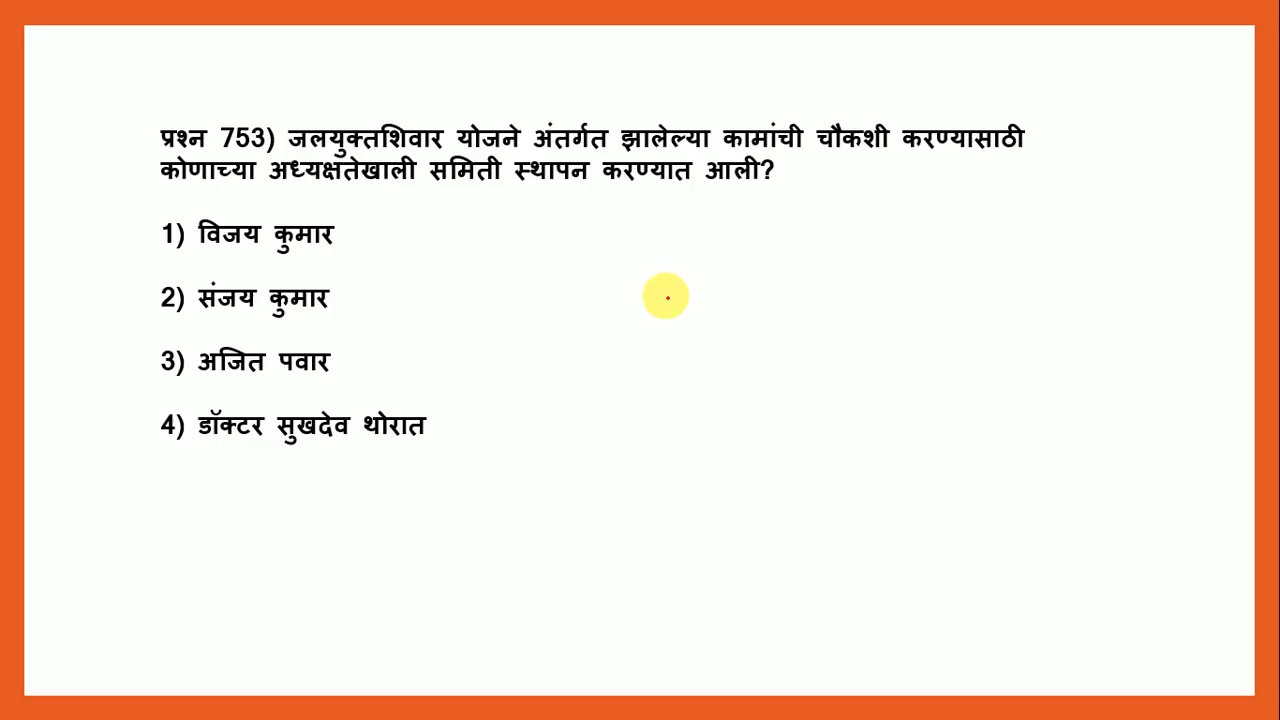 प्रश्न 753) जलयुक्तशिवार योजने अंतर्गत झालेल्या कामांची चौकशी करण्यासाठी
कोणाच्या अध्यक्षतेखाली समिती स्थापन करण्यात आली?
1) विजय कुमार
2) संजय कुमार
3) अजित पवार
4) डॉक्टर सुखदेव थोरात